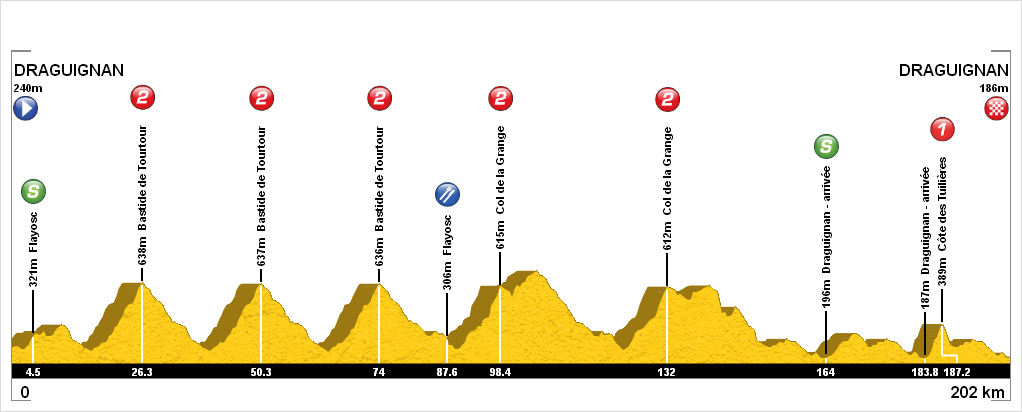 DRAGUIGNAN
240m
DRAGUIGNAN
186m
S
321m Flayosc
2
638m Bastide de Tourtour
2
637m Bastide de Tourtour
2
636m Bastide de Tourtour
306m Flayosc
2
615m Col de la Grange
2
612m Col de la Grange
S
196m Draguignan - arrivée
187m Draguignan - arrivée
1
389m Côte des Tuilières
4.5 26.3 50.3 74 87.6 98.4 132 164 183.8 187.2
0 202 km